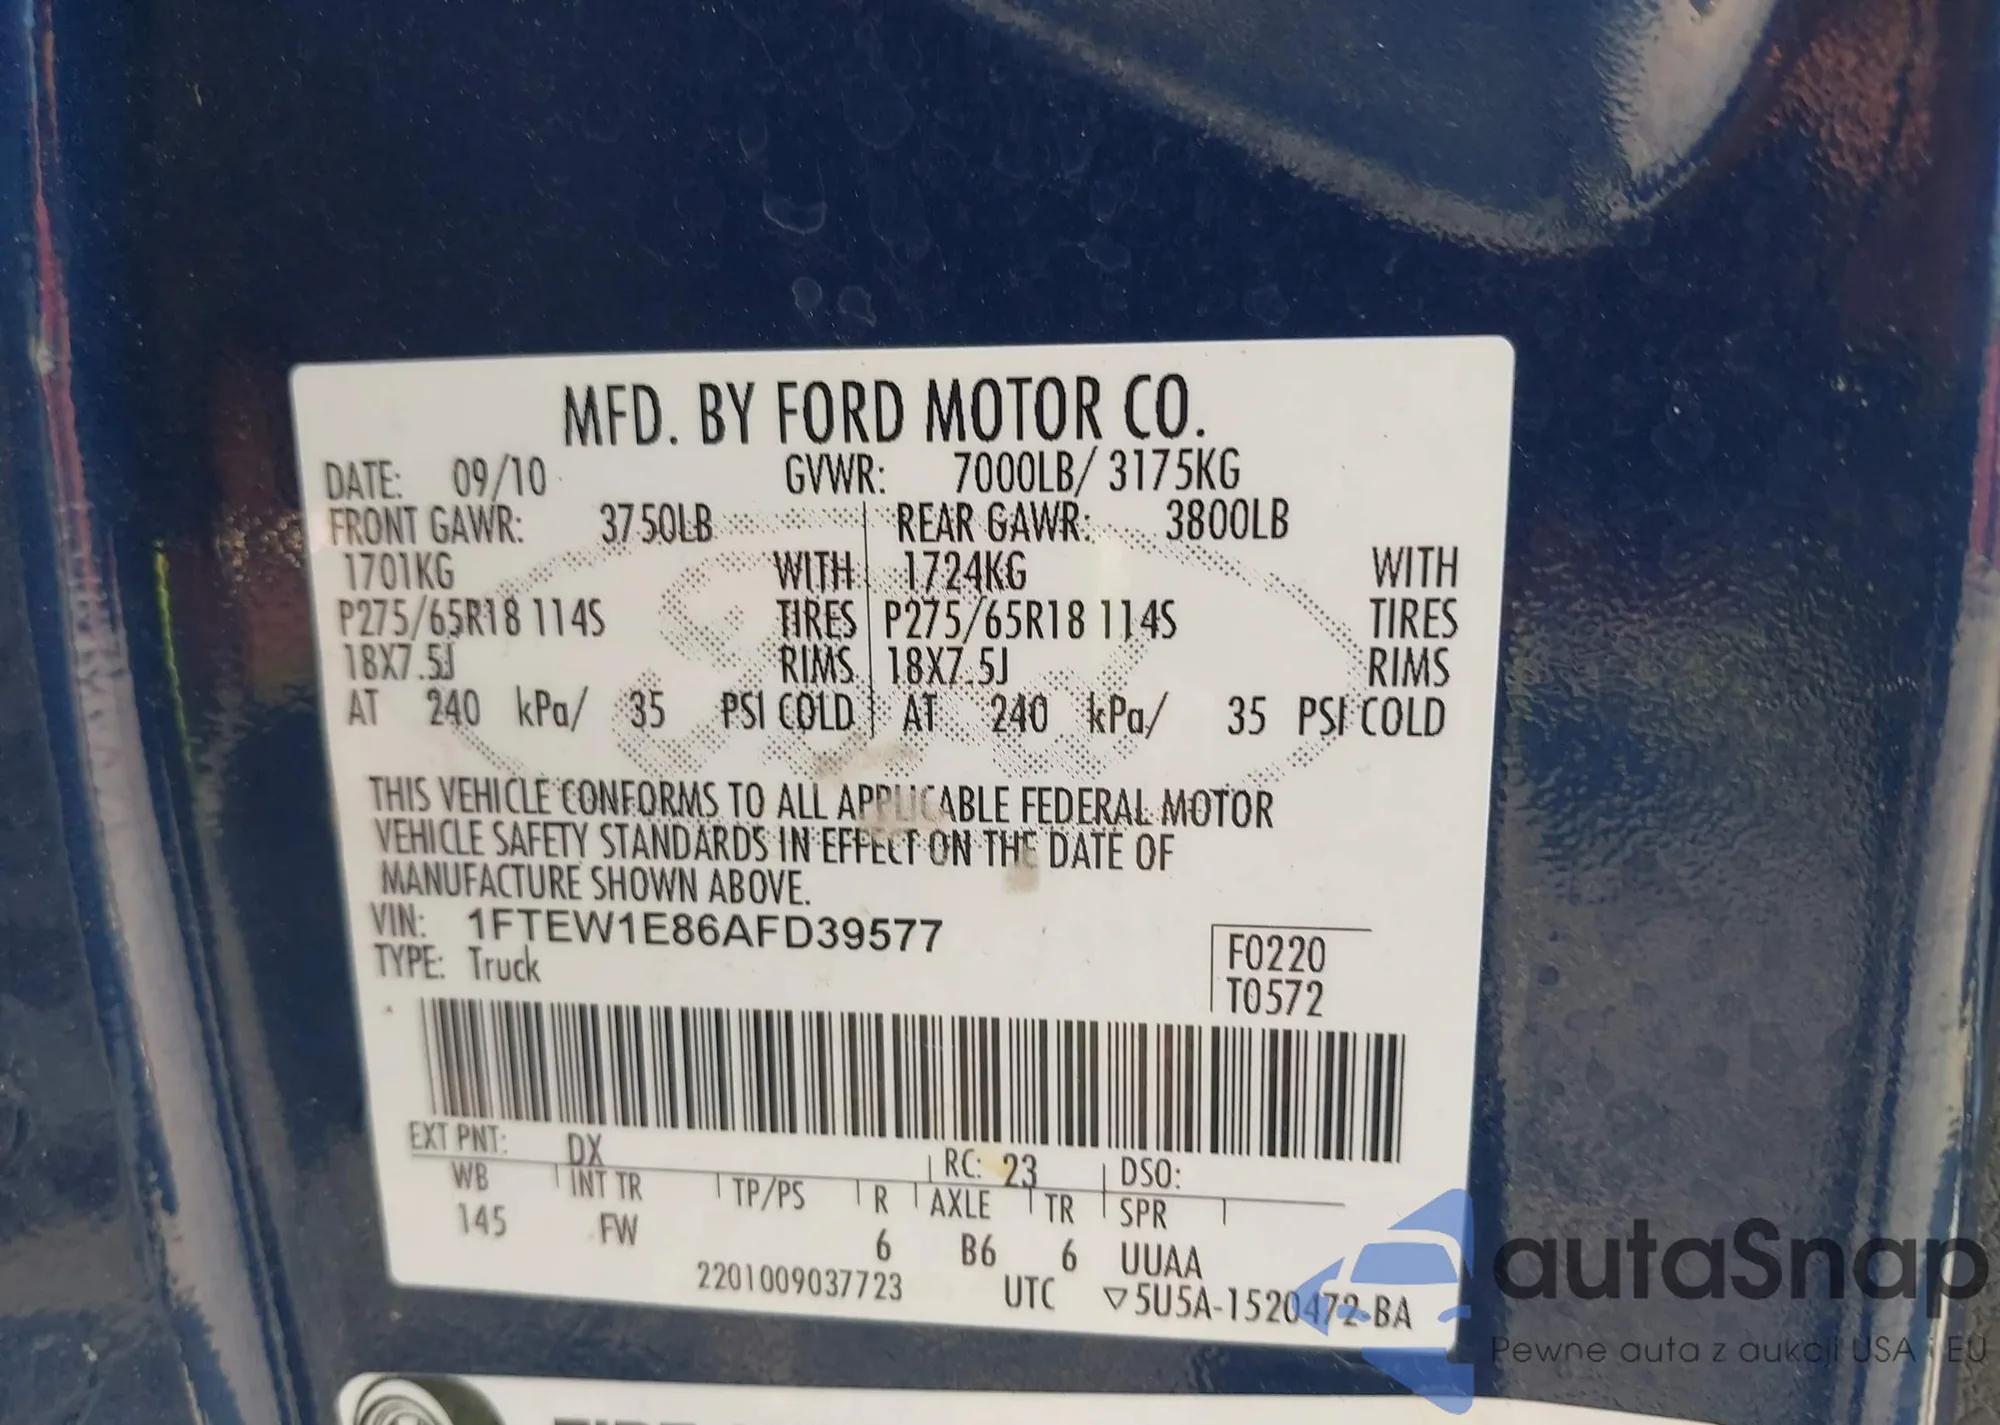 MFD. BY FORD MOTOR CO.
DATE: 09/10 GVWR: 7000LB/ 3175KG
FRONT GAWR: 3750LB REAR GAWR: 3800LB
1701KG WITH 1724KG WITH
P275/65R18 114S TIRES P275/65R18 114S TIRES
18X7.5J RIMS 18X7.5J RIMS
AT 240 kPa/ 35 PSI COLD AT 240 kPa/ 35 PSI COLD
THIS VEHICLE CONFORMS TO ALL APPLICABLE FEDERAL MOTOR
VEHICLE SAFETY STANDARDS IN EFFECT ON THE DATE OF
MANUFACTURE SHOWN ABOVE.
VIN: 1FTEW1E86AFD39577
TYPE: Truck
F0220
T0572
EXT PNT: DX RC: 23 DSO:
WB INT TR TP/PS R AXLE TR SPR
145 FW 6 B6 6 UUAA
2201009037723 UTC ▽5U5A-1520472-BA
autaSnap
Pewne auta z aukcji USA i EU